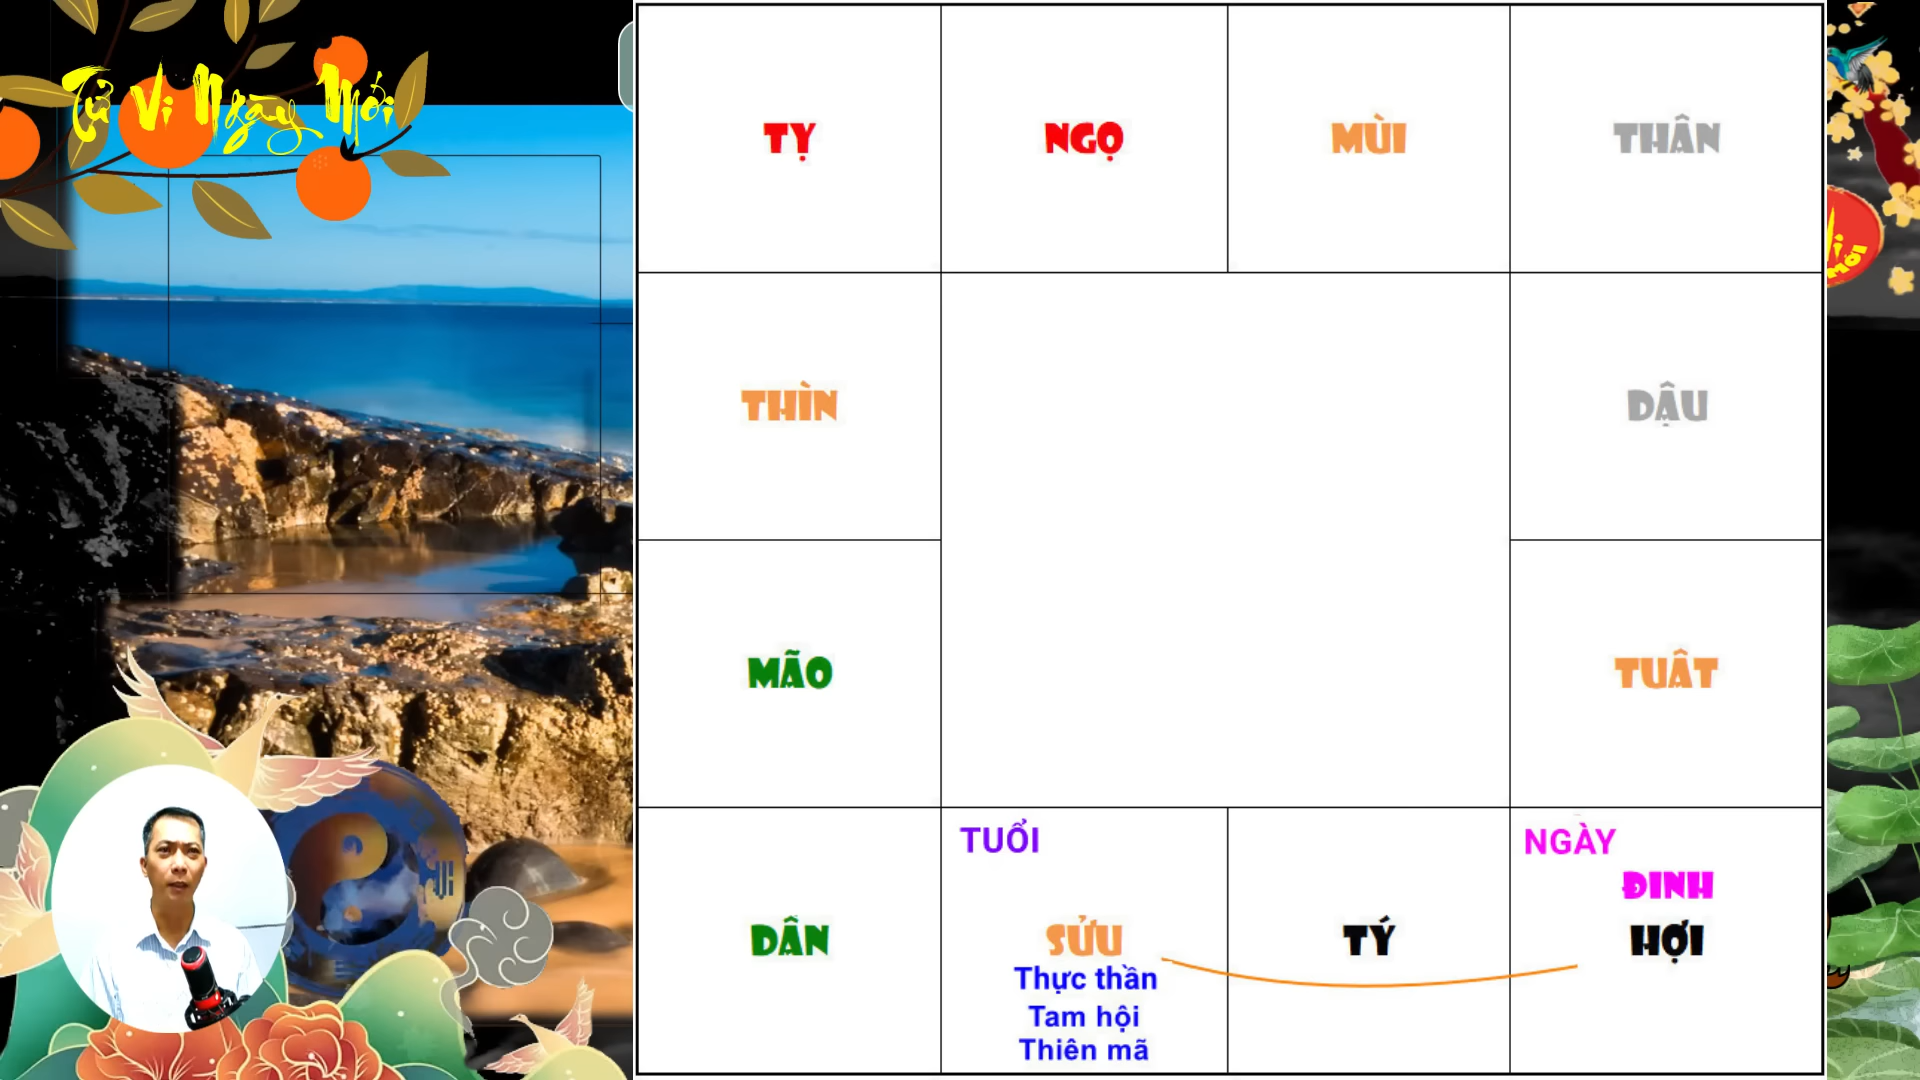 Tử Vi Ngày Mới
TỴ
NGỌ
MÙI
THÂN
THÌN
DẬU
MÃO
TUÂT
DẦN
TUỔI
SỬU
Thực thần
Tam hội
Thiên mã
TÝ
NGÀY
ĐINH
HỢI